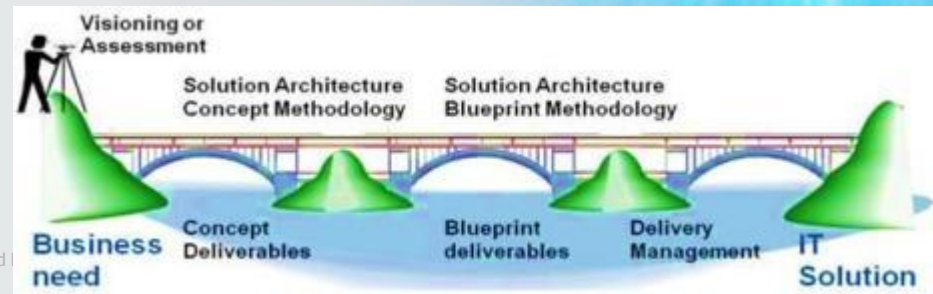 Visioning or
Assessment
Solution Architecture
Concept Methodology
Solution Architecture
Blueprint Methodology
Concept
Deliverables
Blueprint
deliverables
Delivery
Management
Business
need
IT
Solution